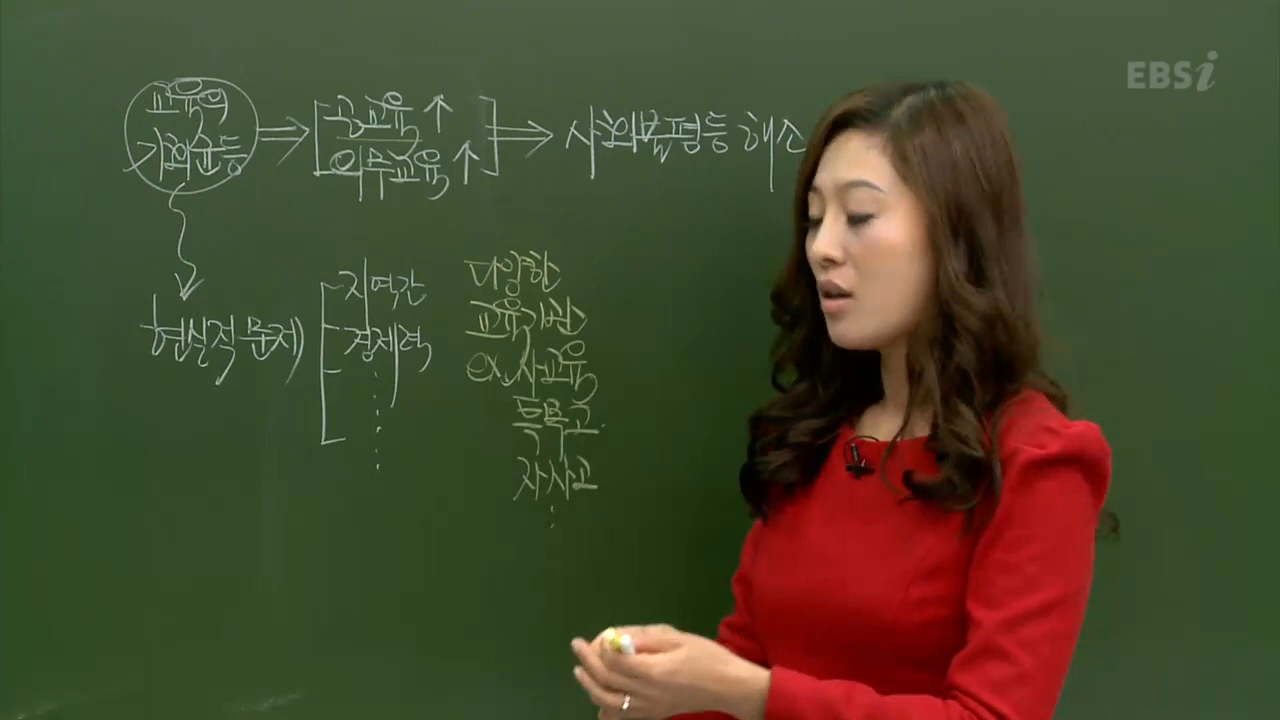 교육의
기회균등
⇒
공교육↑
의무교육↑
⇒
사회불평등 해소
현실적 문제
지역간
경제력
다양한
교육기관
ex. 사교육
특목고
자사고
EBSi